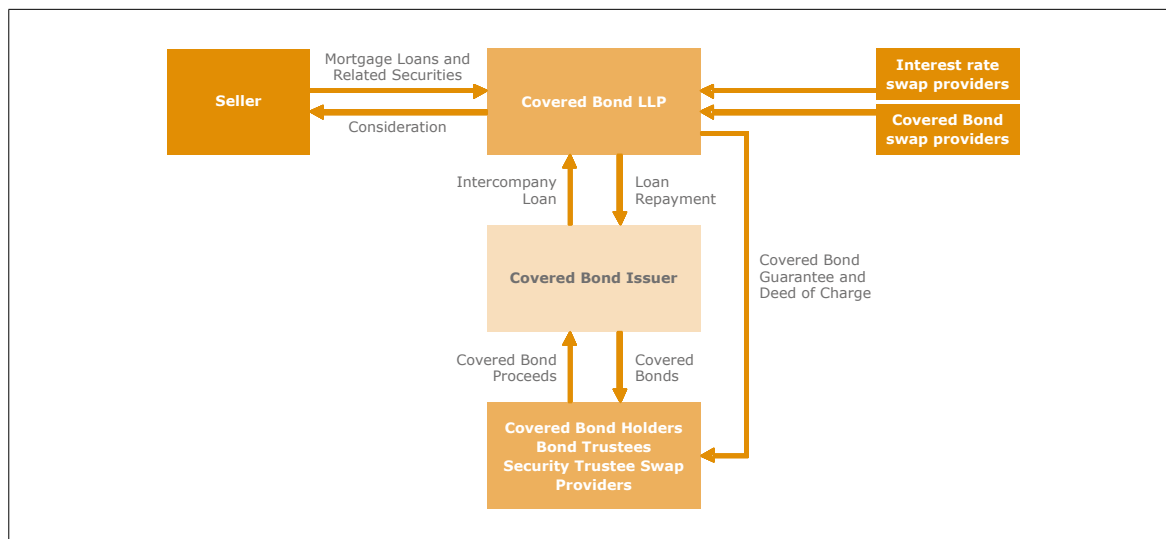 Seller
Mortgage Loans and
Related Securities
Consideration
Covered Bond LLP
Interest rate
swap providers
Covered Bond
swap providers
Intercompany
Loan
Loan
Repayment
Covered Bond Issuer
Covered Bond
Guarantee and
Deed of Charge
Covered Bond
Proceeds
Covered
Bonds
Covered Bond Holders
Bond Trustees
Security Trustee Swap
Providers